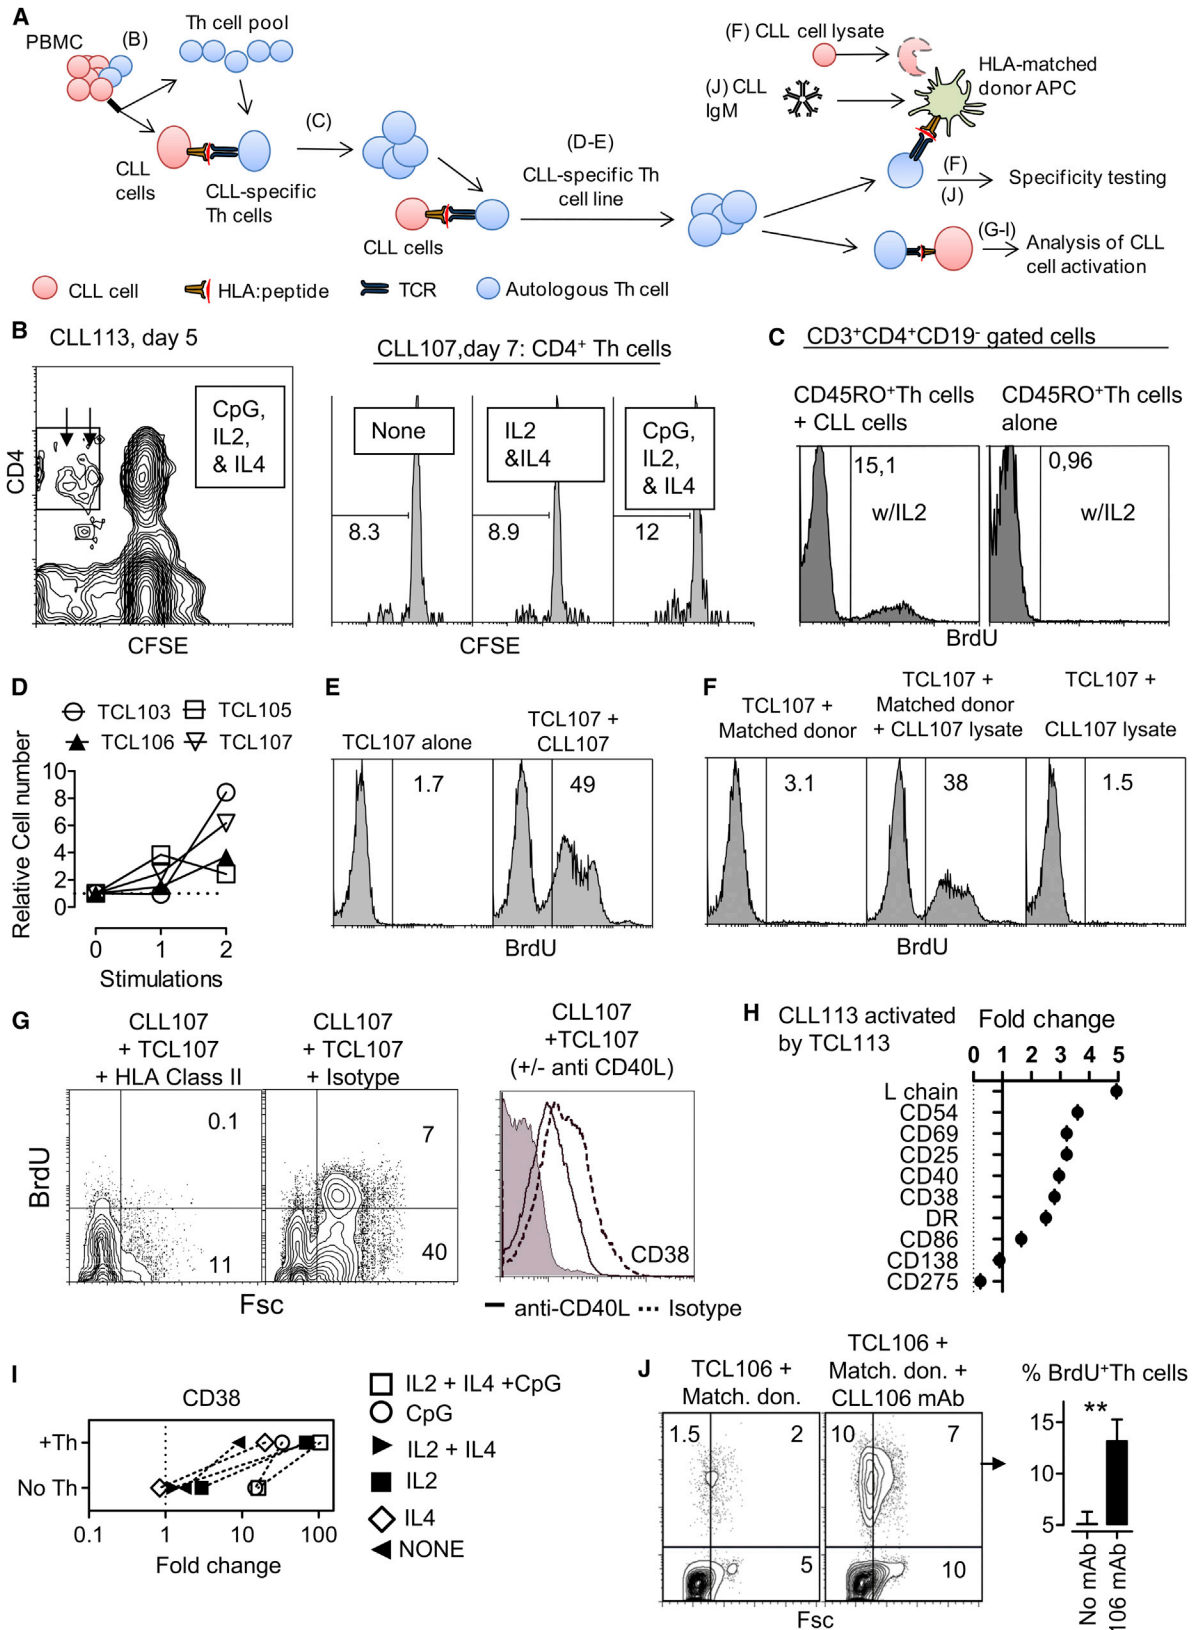 A
PBMC
(B)
Th cell pool
CLL
cells
CLL-specific
Th cells
(C)
CLL cells
(D-E)
CLL-specific Th
cell line
(F) CLL cell lysate
(J) CLL
IgM
HLA-matched
donor APC
(F)
(J)
Specificity testing
(G-I)
Analysis of CLL
cell activation
CLL cell
HLA:peptide
TCR
Autologous Th cell
B
CLL113, day 5
CpG,
IL2,
& IL4
CD4
CFSE
CLL107,day 7: CD4+ Th cells
None
8.3
IL2
&IL4
8.9
CpG,
IL2,
& IL4
12
CFSE
C
CD3+CD4+CD19- gated cells
CD45RO+Th cells
+ CLL cells
15,1
w/IL2
CD45RO+Th cells
alone
0,96
w/IL2
BrdU
D
TCL103
TCL105
TCL106
TCL107
Relative Cell number
10
8
6
4
2
0
0 1 2
Stimulations
E
TCL107 alone
1.7
TCL107 +
CLL107
49
BrdU
F
TCL107 +
Matched donor
3.1
TCL107 +
Matched donor
+ CLL107 lysate
38
TCL107 +
CLL107 lysate
1.5
BrdU
G
CLL107
+ TCL107
+ HLA Class II
0.1
11
CLL107
+ TCL107
+ Isotype
7
40
BrdU
Fsc
CLL107
+TCL107
(+/- anti CD40L)
CD38
anti-CD40L
Isotype
H
CLL113 activated
by TCL113
Fold change
0 1 2 3 4 5
L chain
CD54
CD69
CD25
CD40
CD38
DR
CD86
CD138
CD275
I
CD38
+Th
No Th
0.1 1 10 100
Fold change
IL2 + IL4 +CpG
CpG
IL2 + IL4
IL2
IL4
NONE
J
TCL106 +
Match. don.
1.5
2
5
TCL106 +
Match. don. +
CLL106 mAb
10
7
10
Fsc
% BrdU+Th cells
**
15
10
5
No mAb
106 mAb